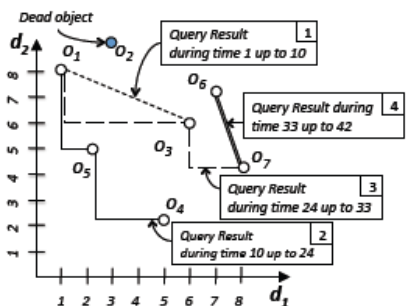 Dead object
1
Query Result
during time 1 up to 10
d2
O1
O2
O6
8
7
6
5
4
3
2
1
Query Result during
time 33 up to 42
4
O3
O7
O5
3
Query Result
during time 24 up to 33
O4
Query Result
during time 10 up to 24
2
1 2 3 4 5 6 7 8
d1